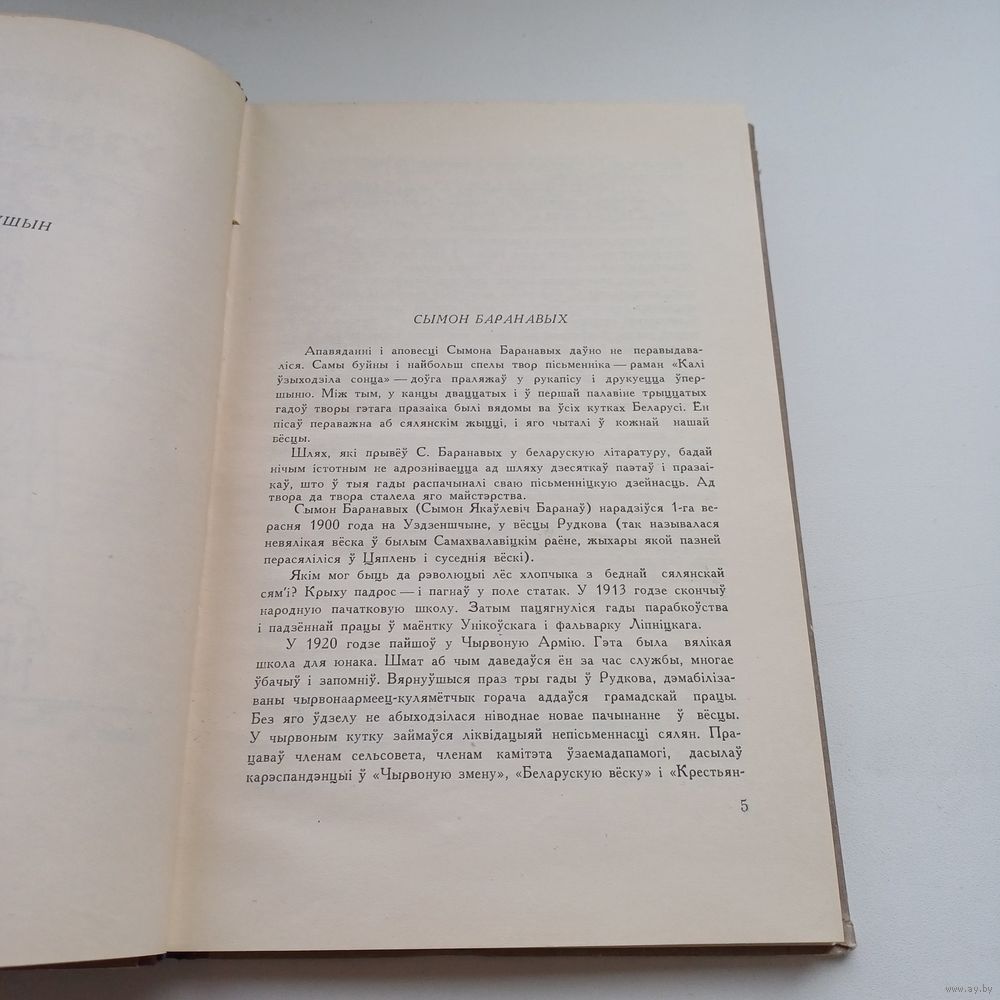 СЫМОН БАРАНАВЫХ
Апавяданні і аповесці Сымона Баранавых даўно не перавыдава-
ліся. Самы буйны і найбольш спелы твор пісьменніка — раман «Калі
ўзыходзіла сонца» — доўга праляжаў у рукапісу і друкуецца ўпер-
шыню. Між тым, у канцы дваццатых і ў першай палавіне трыццатых
гадоў творы гэтага празаіка былі вядомы ва ўсіх кутках Беларусі. Ён
пісаў пераважна аб сялянскім жыцці, і яго чыталі ў кожнай нашай
вёсцы.
Шлях, які прывёў С. Баранавых у беларускую літаратуру, бадай
нічым істотным не адрозніваецца ад шляху дзесяткаў паэтаў і празаі-
каў, што ў тыя гады распачыналі сваю пісьменніцкую дзейнасць. Ад
твора да твора сталела яго майстэрства.
Сымон Баранавых (Сымон Якаўлевіч Баранаў) нарадзіўся 1-га ве-
расня 1900 года на Уздзеншчыне, у вёсцы Рудкова (так называлася
невялікая вёска ў былым Самахвалавіцкім раёне, жыхары якой пазней
перасяліліся ў Цяплень і суседнія вёскі).
Якім мог быць да рэволюцыі лёс хлопчыка з беднай сялянскай
сям'і? Крыху падрос — і пагнаў у поле статак. У 1913 годзе скончыў
народную пачатковую школу. Затым пацягнуліся гады парабкоўства
і падзённай працы ў маёнтку Унікоўскага і фальварку Ліпніцкага.
У 1920 годзе пайшоў у Чырвоную Армію. Гэта была вялікая
школа для юнака. Шмат аб чым даведаўся ён за час службы, многае
ўбачыў і запомніў. Вярнуўшыся праз тры гады ў Рудкова, дэмабіліза-
ваны чырвонаармеец-кулямётчык горача аддаўся грамадскай працы.
Без яго ўдзелу не абыходзілася ніводнае новае пачынанне ў вёсцы.
У чырвоным кутку займаўся ліквідацыяй непісьменнасці сялян. Пра-
цаваў членам сельсовета, членам камітэта ўзаемадапамогі, дасылаў
карэспандэнцыі ў «Чырвоную змену», «Беларускую вёску» і «Крестьян-
5
www.ay.by